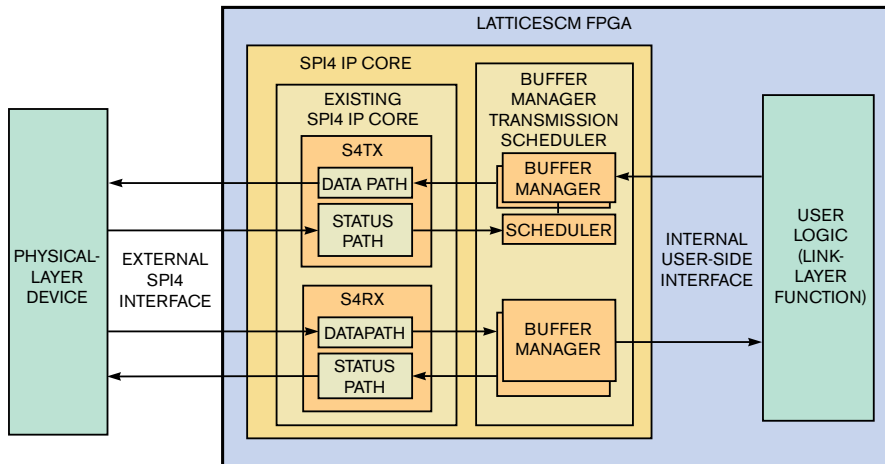 LATTICESCM FPGA
SPI4 IP CORE
EXISTING
SPI4 IP CORE
BUFFER
MANAGER
TRANSMISSION
SCHEDULER
S4TX
DATA PATH
STATUS
PATH
BUFFER
MANAGER
SCHEDULER
PHYSICAL-
LAYER
DEVICE
EXTERNAL
SPI4
INTERFACE
INTERNAL
USER-SIDE
INTERFACE
USER
LOGIC
(LINK-
LAYER
FUNCTION)
S4RX
DATAPATH
STATUS
PATH
BUFFER
MANAGER